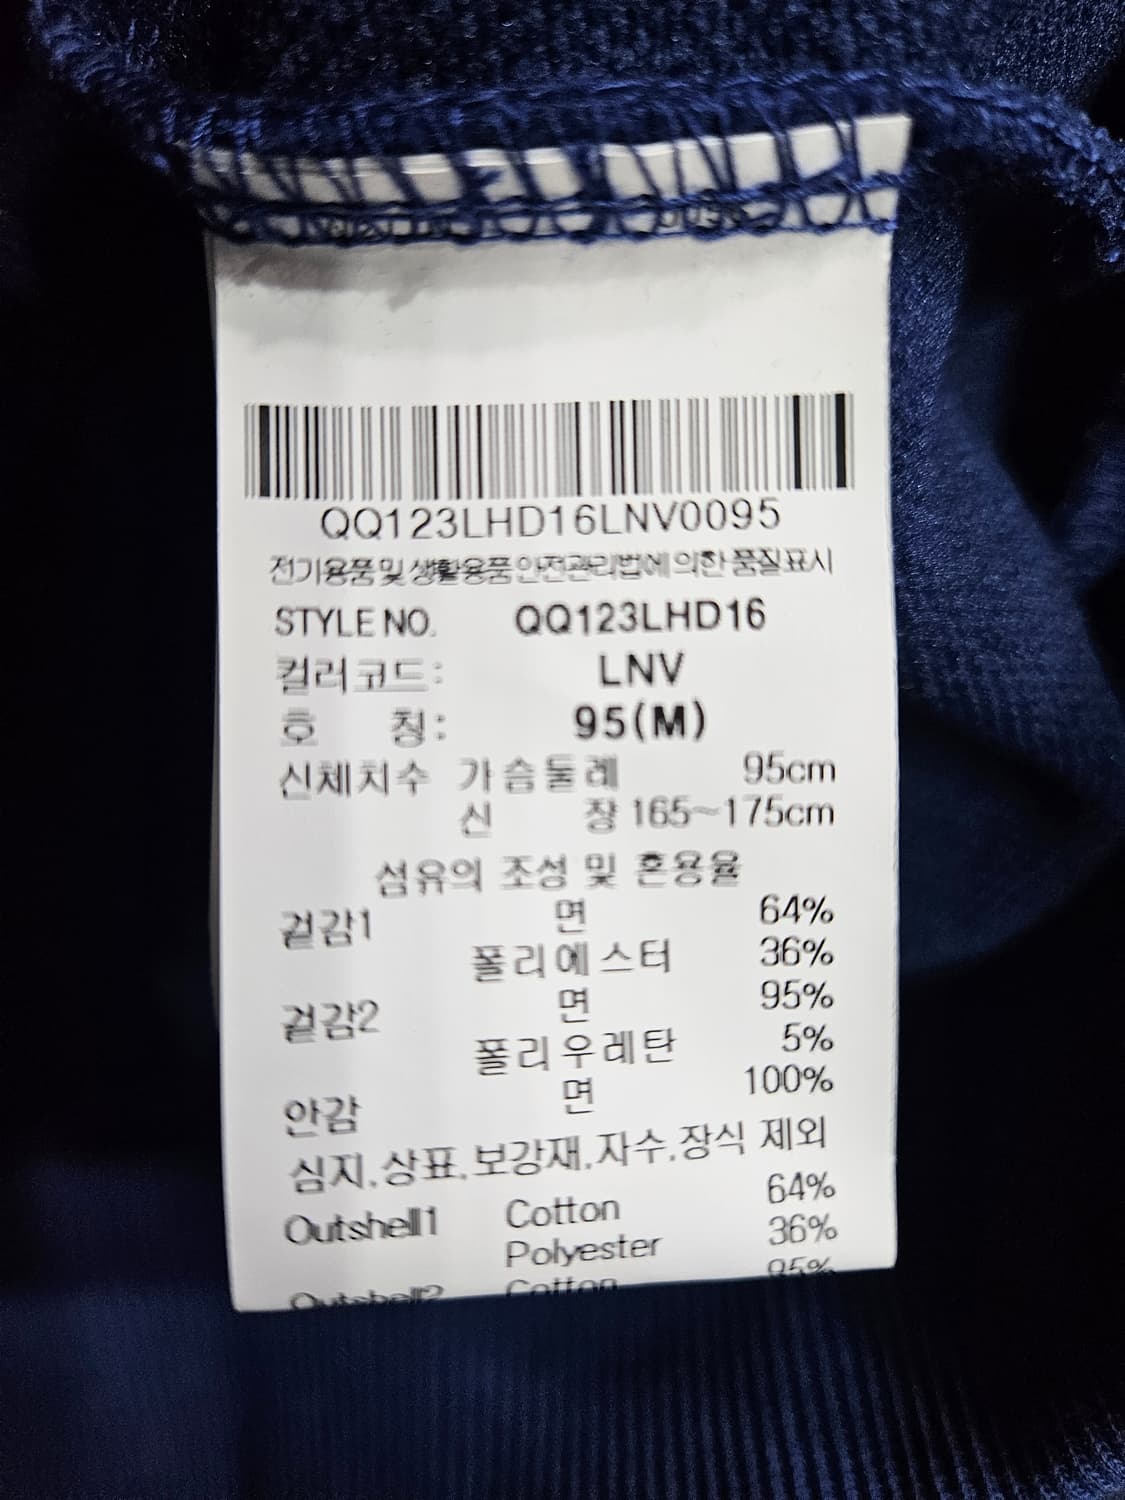 QQ123LHD16LNV0095
전기용품 및 생활용품 안전관리법에 의한 품질표시
STYLE NO. QQ123LHD16
컬러코드: LNV
호 칭: 95(M)
신체치수 가슴둘레 95cm
신 장 165~175cm
섬유의 조성 및 혼용율
겉감1 면 64%
폴리에스터 36%
겉감2 면 95%
폴리우레탄 5%
안감 면 100%
심지,상표,보강재,자수,장식 제외
Outshell1 Cotton 64%
Polyester 36%
Outshell2 Cotton 95%